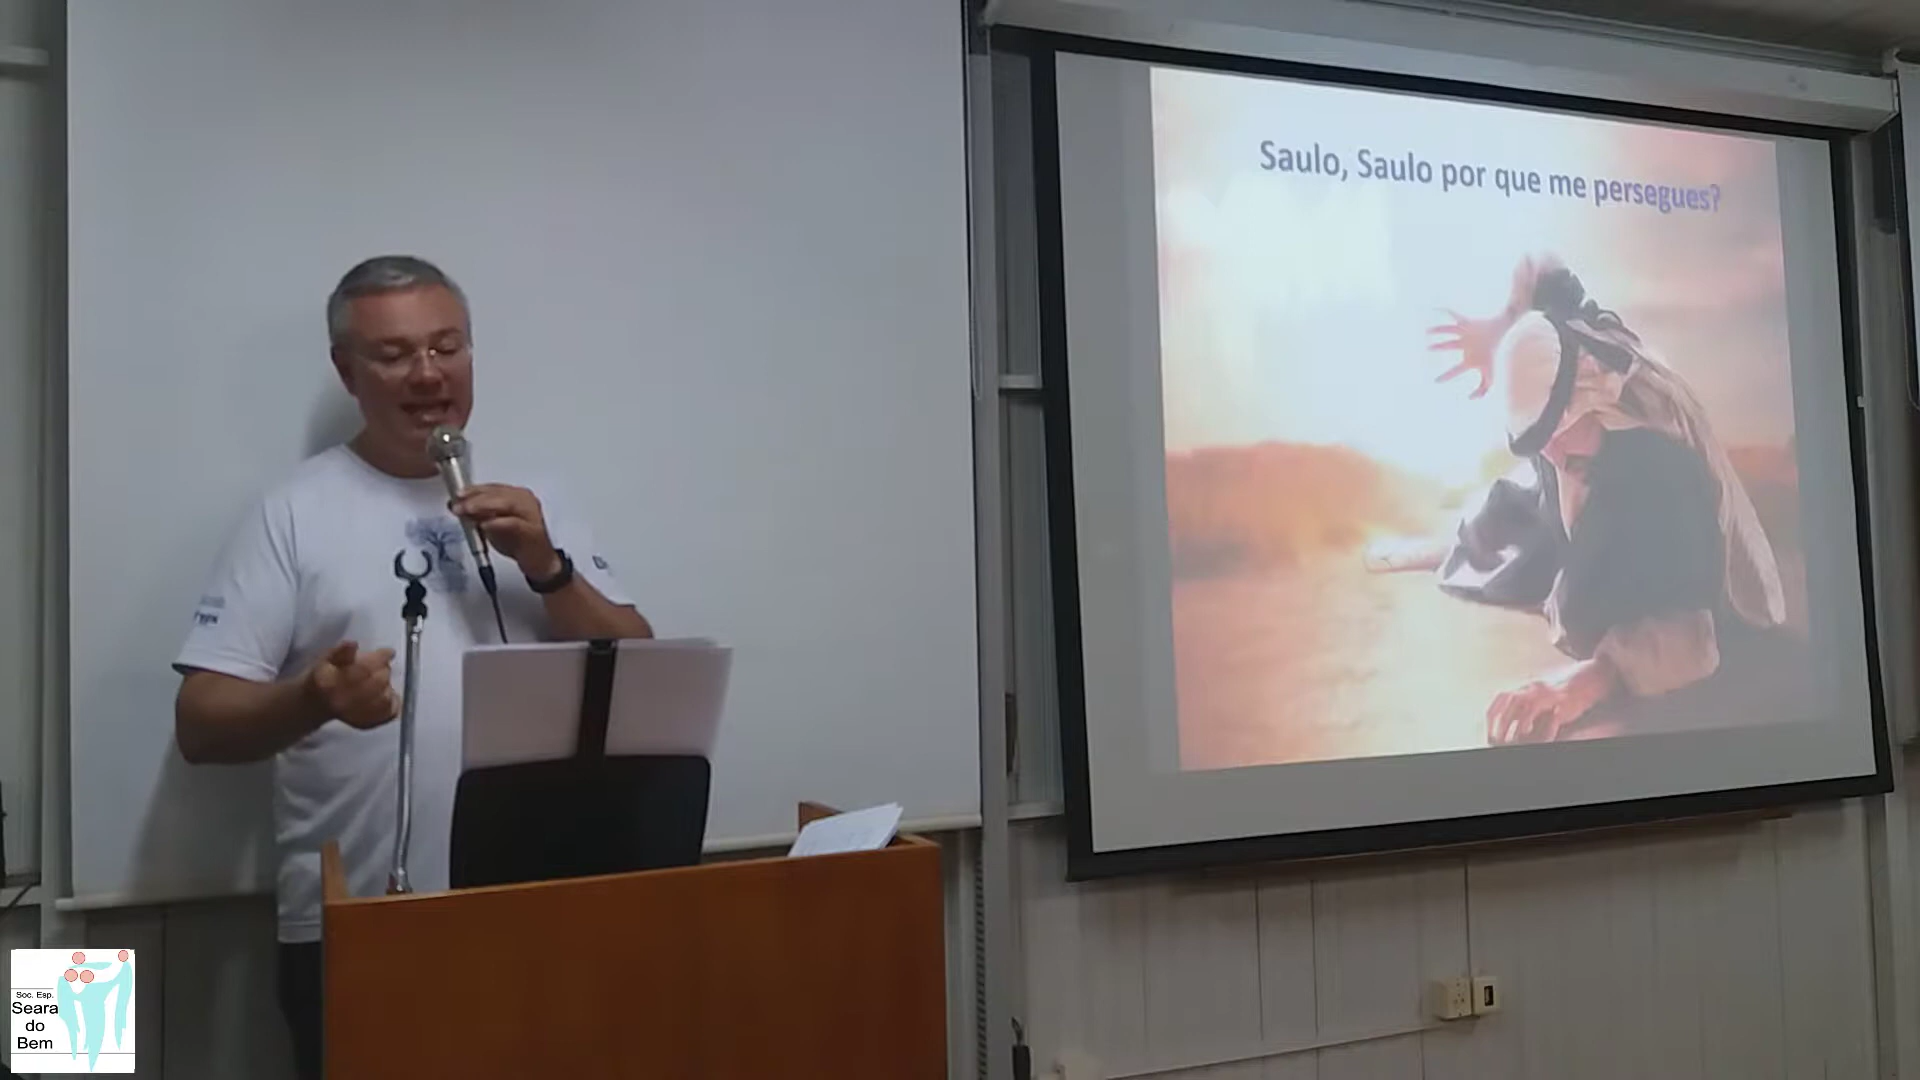 Saulo, Saulo por que me persegues?
Soc. Esp.
Seara
do
Bem